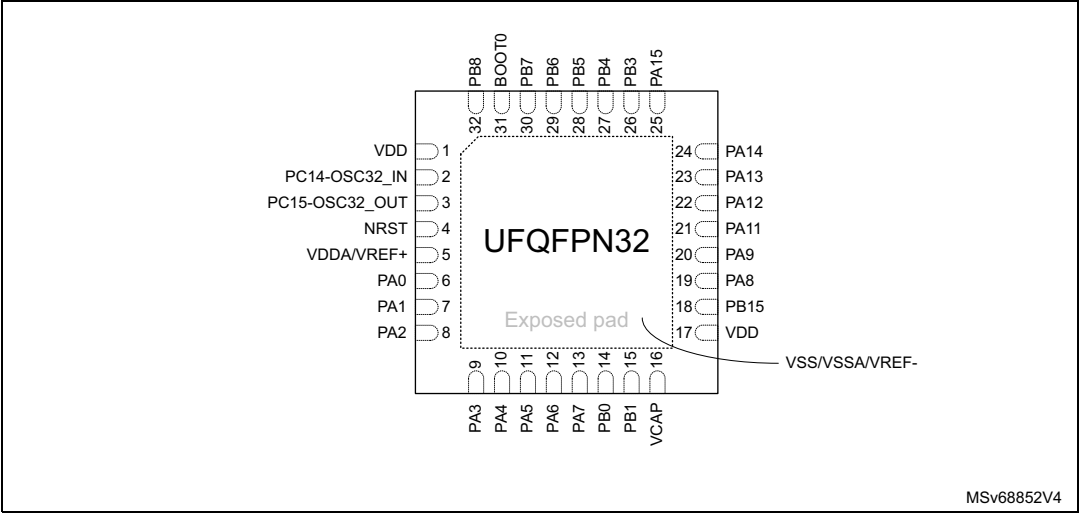 PB8
BOOT0
PB7
PB6
PB5
PB4
PB3
PA15
32
31
30
29
28
27
26
25
VDD 1
PC14-OSC32_IN 2
PC15-OSC32_OUT 3
NRST 4
VDDA/VREF+ 5
PA0 6
PA1 7
PA2 8
UFQFPN32
Exposed pad
24 PA14
23 PA13
22 PA12
21 PA11
20 PA9
19 PA8
18 PB15
17 VDD
VSS/VSSA/VREF-
9
10
11
12
13
14
15
16
PA3
PA4
PA5
PA6
PA7
PB0
PB1
VCAP
MSv68852V4